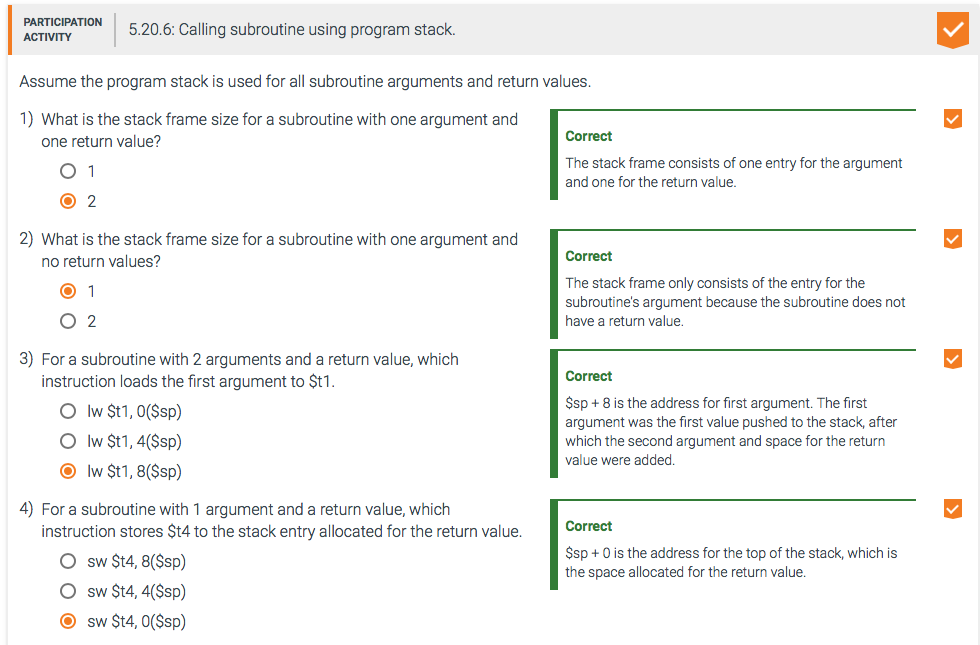 PARTICIPATION
ACTIVITY
5.20.6: Calling subroutine using program stack.
Assume the program stack is used for all subroutine arguments and return values.
1) What is the stack frame size for a subroutine with one argument and
one return value?
1
2
Correct
The stack frame consists of one entry for the argument
and one for the return value.
2) What is the stack frame size for a subroutine with one argument and
no return values?
1
2
Correct
The stack frame only consists of the entry for the
subroutine's argument because the subroutine does not
have a return value.
3) For a subroutine with 2 arguments and a return value, which
instruction loads the first argument to $t1.
lw $t1, 0($sp)
lw $t1, 4($sp)
lw $t1, 8($sp)
Correct
$sp + 8 is the address for first argument. The first
argument was the first value pushed to the stack, after
which the second argument and space for the return
value were added.
4) For a subroutine with 1 argument and a return value, which
instruction stores $t4 to the stack entry allocated for the return value.
sw $t4, 8($sp)
sw $t4, 4($sp)
sw $t4, 0($sp)
Correct
$sp + 0 is the address for the top of the stack, which is
the space allocated for the return value.